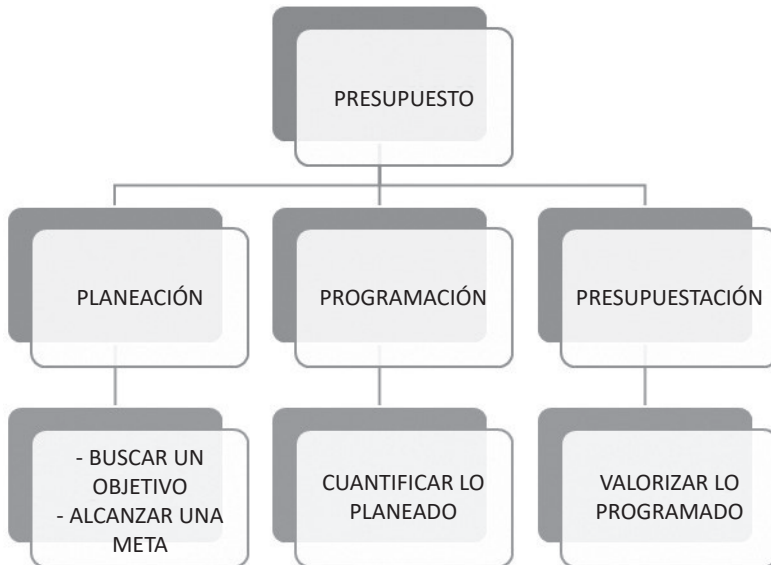 PRESUPUESTO
PLANEACIÓN
PROGRAMACIÓN
PRESUPUESTACIÓN
- BUSCAR UN
OBJETIVO
- ALCANZAR UNA
META
CUANTIFICAR LO
PLANEADO
VALORIZAR LO
PROGRAMADO